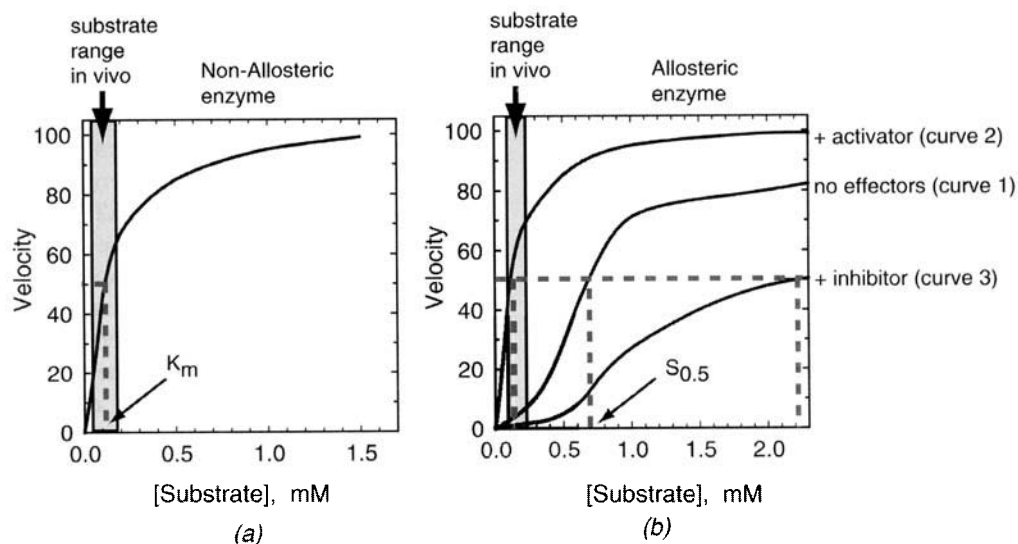 substrate
range
in vivo
Non-Allosteric
enzyme
100
80
60
40
20
0
Velocity
Km
0.0 0.5 1.0 1.5
[Substrate], mM
(a)
substrate
range
in vivo
Allosteric
enzyme
100
80
60
40
20
0
Velocity
+ activator (curve 2)
no effectors (curve 1)
+ inhibitor (curve 3)
S0.5
0.0 0.5 1.0 1.5 2.0
[Substrate], mM
(b)